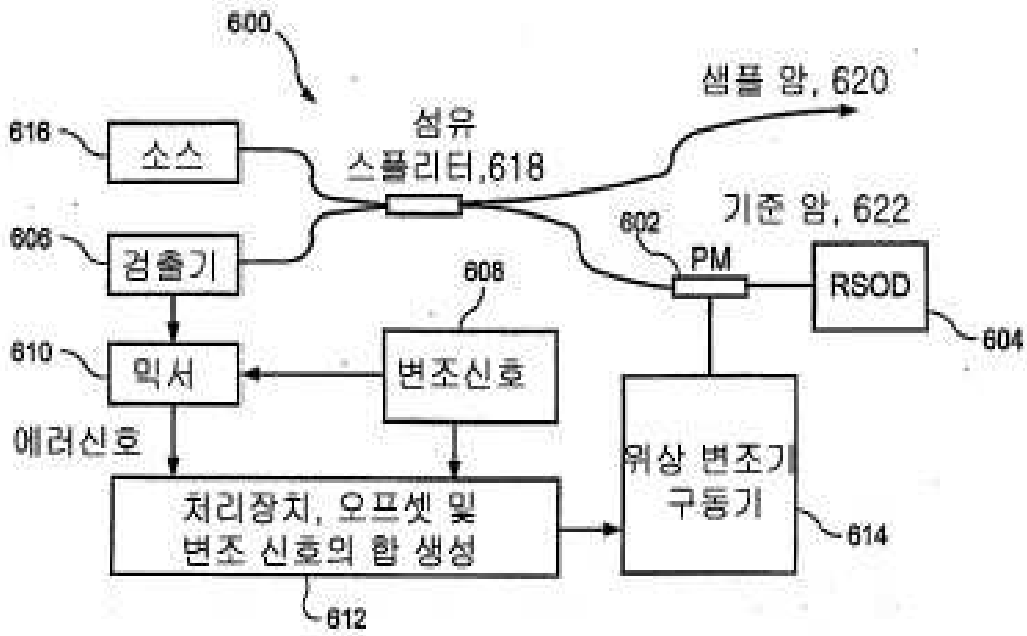 600
샘플 암, 620
616
소스
섬유
스플리터,618
기준 암, 622
606
검출기
602
PM
RSOD
608
604
610
믹서
변조신호
에러신호
위상 변조기
구동기
처리장치, 오프셋 및
변조 신호의 합 생성
614
612